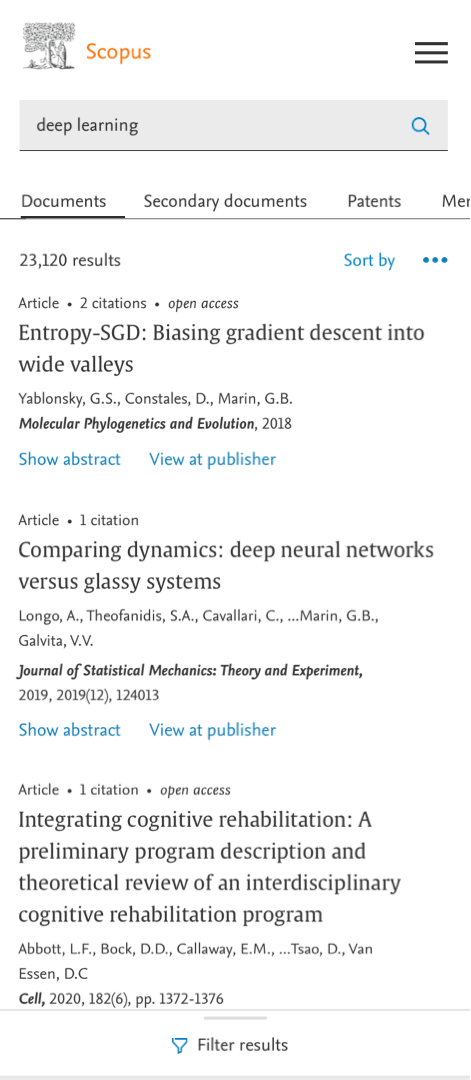 Scopus
deep learning
Documents Secondary documents Patents Mer
23,120 results Sort by •••
Article • 2 citations • open access
Entropy-SGD: Biasing gradient descent into
wide valleys
Yablonsky, G.S., Constales, D., Marin, G.B.
Molecular Phylogenetics and Evolution, 2018
Show abstract View at publisher
Article • 1 citation
Comparing dynamics: deep neural networks
versus glassy systems
Longo, A., Theofanidis, S.A., Cavallari, C., ...Marin, G.B.,
Galvita, V.V.
Journal of Statistical Mechanics: Theory and Experiment,
2019, 2019(12), 124013
Show abstract View at publisher
Article • 1 citation • open access
Integrating cognitive rehabilitation: A
preliminary program description and
theoretical review of an interdisciplinary
cognitive rehabilitation program
Abbott, L.F., Bock, D.D., Callaway, E.M., ...Tsao, D., Van
Essen, D.C
Cell, 2020, 182(6), pp. 1372-1376
Filter results